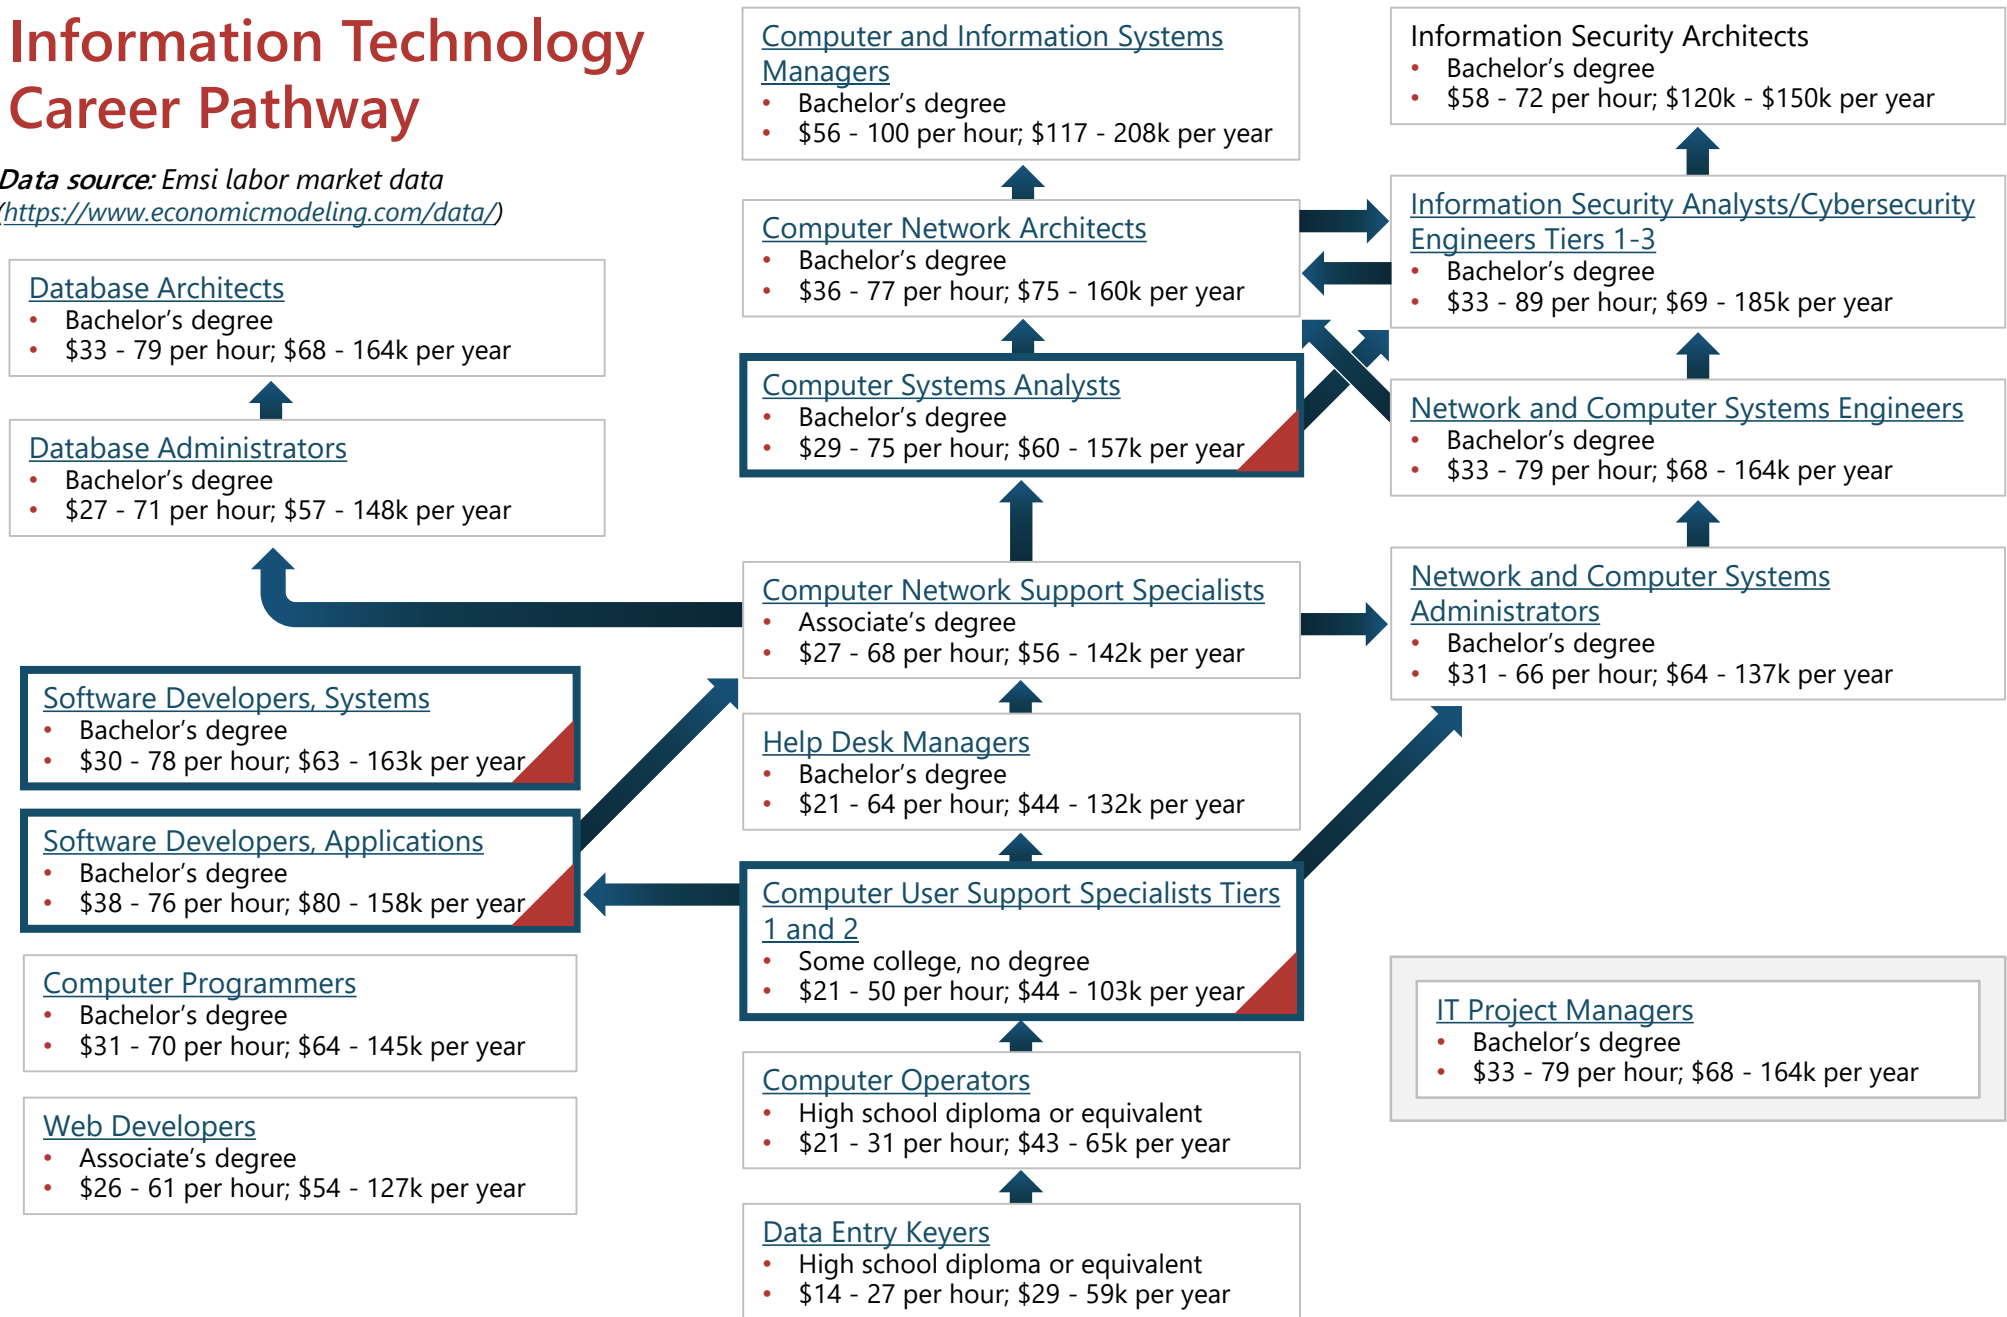 Information Technology
Career Pathway
Data source: Emsi labor market data
(https://www.economicmodeling.com/data/)
Database Architects
• Bachelor’s degree
• $33 - 79 per hour; $68 - 164k per year
Database Administrators
• Bachelor’s degree
• $27 - 71 per hour; $57 - 148k per year
Software Developers, Systems
• Bachelor’s degree
• $30 - 78 per hour; $63 - 163k per year
Software Developers, Applications
• Bachelor’s degree
• $38 - 76 per hour; $80 - 158k per year
Computer Programmers
• Bachelor’s degree
• $31 - 70 per hour; $64 - 145k per year
Web Developers
• Associate’s degree
• $26 - 61 per hour; $54 - 127k per year
Computer and Information Systems
Managers
• Bachelor’s degree
• $56 - 100 per hour; $117 - 208k per year
Computer Network Architects
• Bachelor’s degree
• $36 - 77 per hour; $75 - 160k per year
Computer Systems Analysts
• Bachelor’s degree
• $29 - 75 per hour; $60 - 157k per year
Computer Network Support Specialists
• Associate’s degree
• $27 - 68 per hour; $56 - 142k per year
Help Desk Managers
• Bachelor’s degree
• $21 - 64 per hour; $44 - 132k per year
Computer User Support Specialists Tiers
1 and 2
• Some college, no degree
• $21 - 50 per hour; $44 - 103k per year
Computer Operators
• High school diploma or equivalent
• $21 - 31 per hour; $43 - 65k per year
Data Entry Keyers
• High school diploma or equivalent
• $14 - 27 per hour; $29 - 59k per year
Information Security Architects
• Bachelor’s degree
• $58 - 72 per hour; $120k - $150k per year
Information Security Analysts/Cybersecurity
Engineers Tiers 1-3
• Bachelor’s degree
• $33 - 89 per hour; $69 - 185k per year
Network and Computer Systems Engineers
• Bachelor’s degree
• $33 - 79 per hour; $68 - 164k per year
Network and Computer Systems
Administrators
• Bachelor’s degree
• $31 - 66 per hour; $64 - 137k per year
IT Project Managers
• Bachelor’s degree
• $33 - 79 per hour; $68 - 164k per year